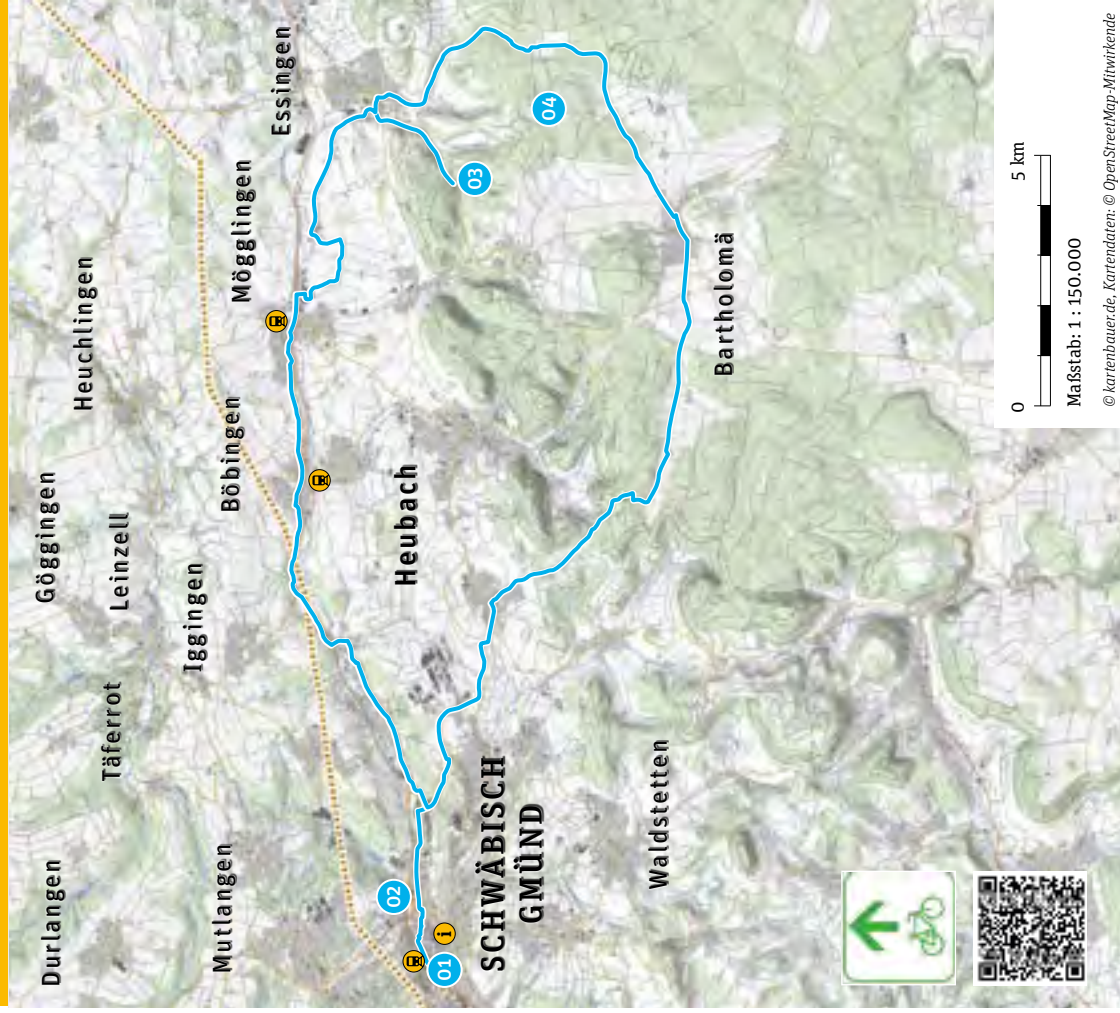 Durlangen
Mutlangen
Täferrot
Göggingen
Leinzell
Iggingen
Heuchlingen
Böbingen
Mögglingen
Essingen
Heubach
SCHWÄBISCH
GMÜND
Waldstetten
Bartholomä
01
02
03
04
i
0
5 km
Maßstab: 1 : 150.000
© kartenbauer.de, Kartendaten: © OpenStreetMap-Mitwirkende